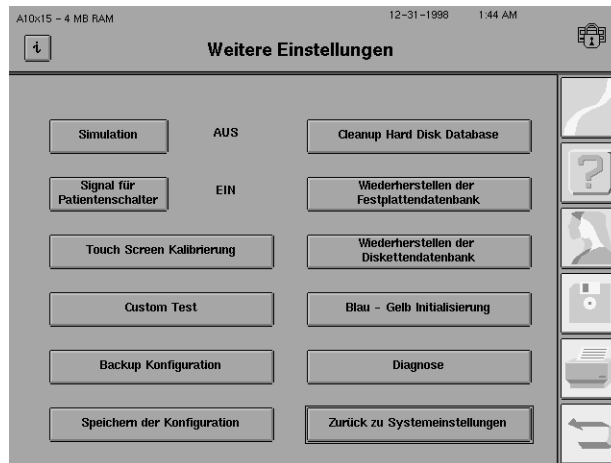 A10x15 - 4 MB RAM
12-31-1998 1:44 AM
i
Weitere Einstellungen
Simulation
AUS
Cleanup Hard Disk Database
Signal für
Patientenschalter
EIN
Wiederherstellen der
Festplattendatenbank
Touch Screen Kalibrierung
Wiederherstellen der
Diskettendatenbank
Custom Test
Blau - Gelb Initialisierung
Backup Konfiguration
Diagnose
Speichern der Konfiguration
Zurück zu Systemeinstellungen